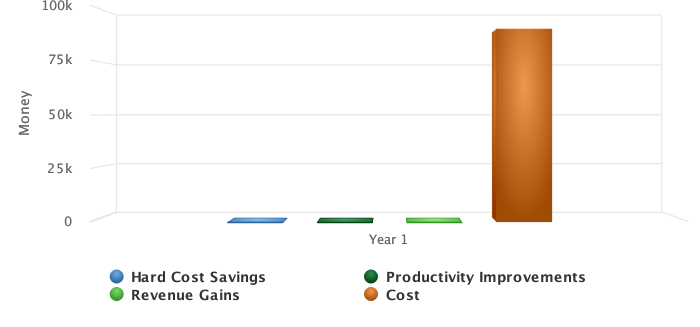 100k
75k
50k
25k
0
Money
Year 1
Hard Cost Savings
Productivity Improvements
Revenue Gains
Cost